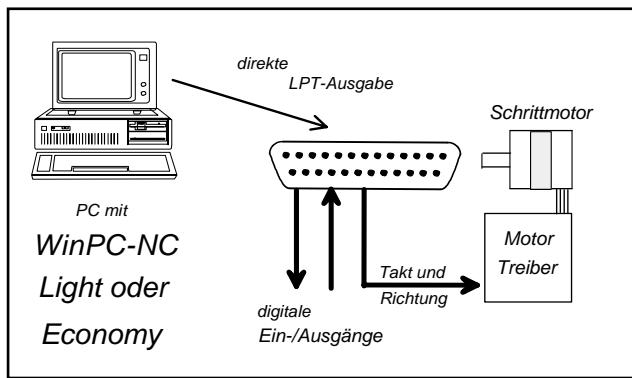 direkte
LPT-Ausgabe
Schrittmotor
PC mit
WinPC-NC
Light oder
Economy
Motor
Treiber
Takt und
Richtung
digitale
Ein-/Ausgänge